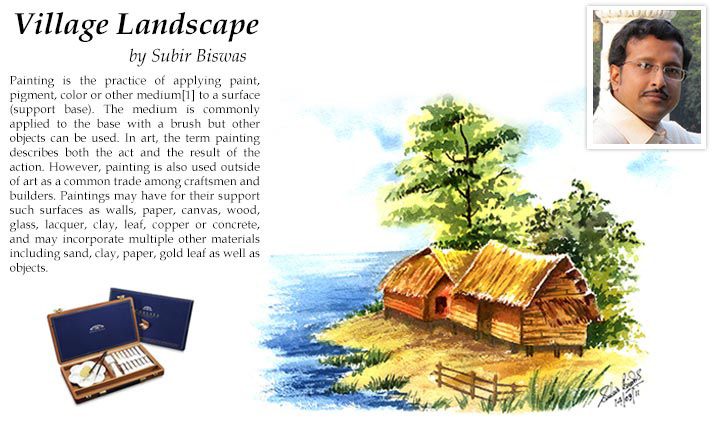 Village Landscape
by Subir Biswas
Painting is the practice of applying paint,
pigment, color or other medium[1] to a surface
(support base). The medium is commonly
applied to the base with a brush but other
objects can be used. In art, the term painting
describes both the act and the result of the
action. However, painting is also used outside
of art as a common trade among craftsmen and
builders. Paintings may have for their support
such surfaces as walls, paper, canvas, wood,
glass, lacquer, clay, leaf, copper or concrete,
and may incorporate multiple other materials
including sand, clay, paper, gold leaf as well as
objects.